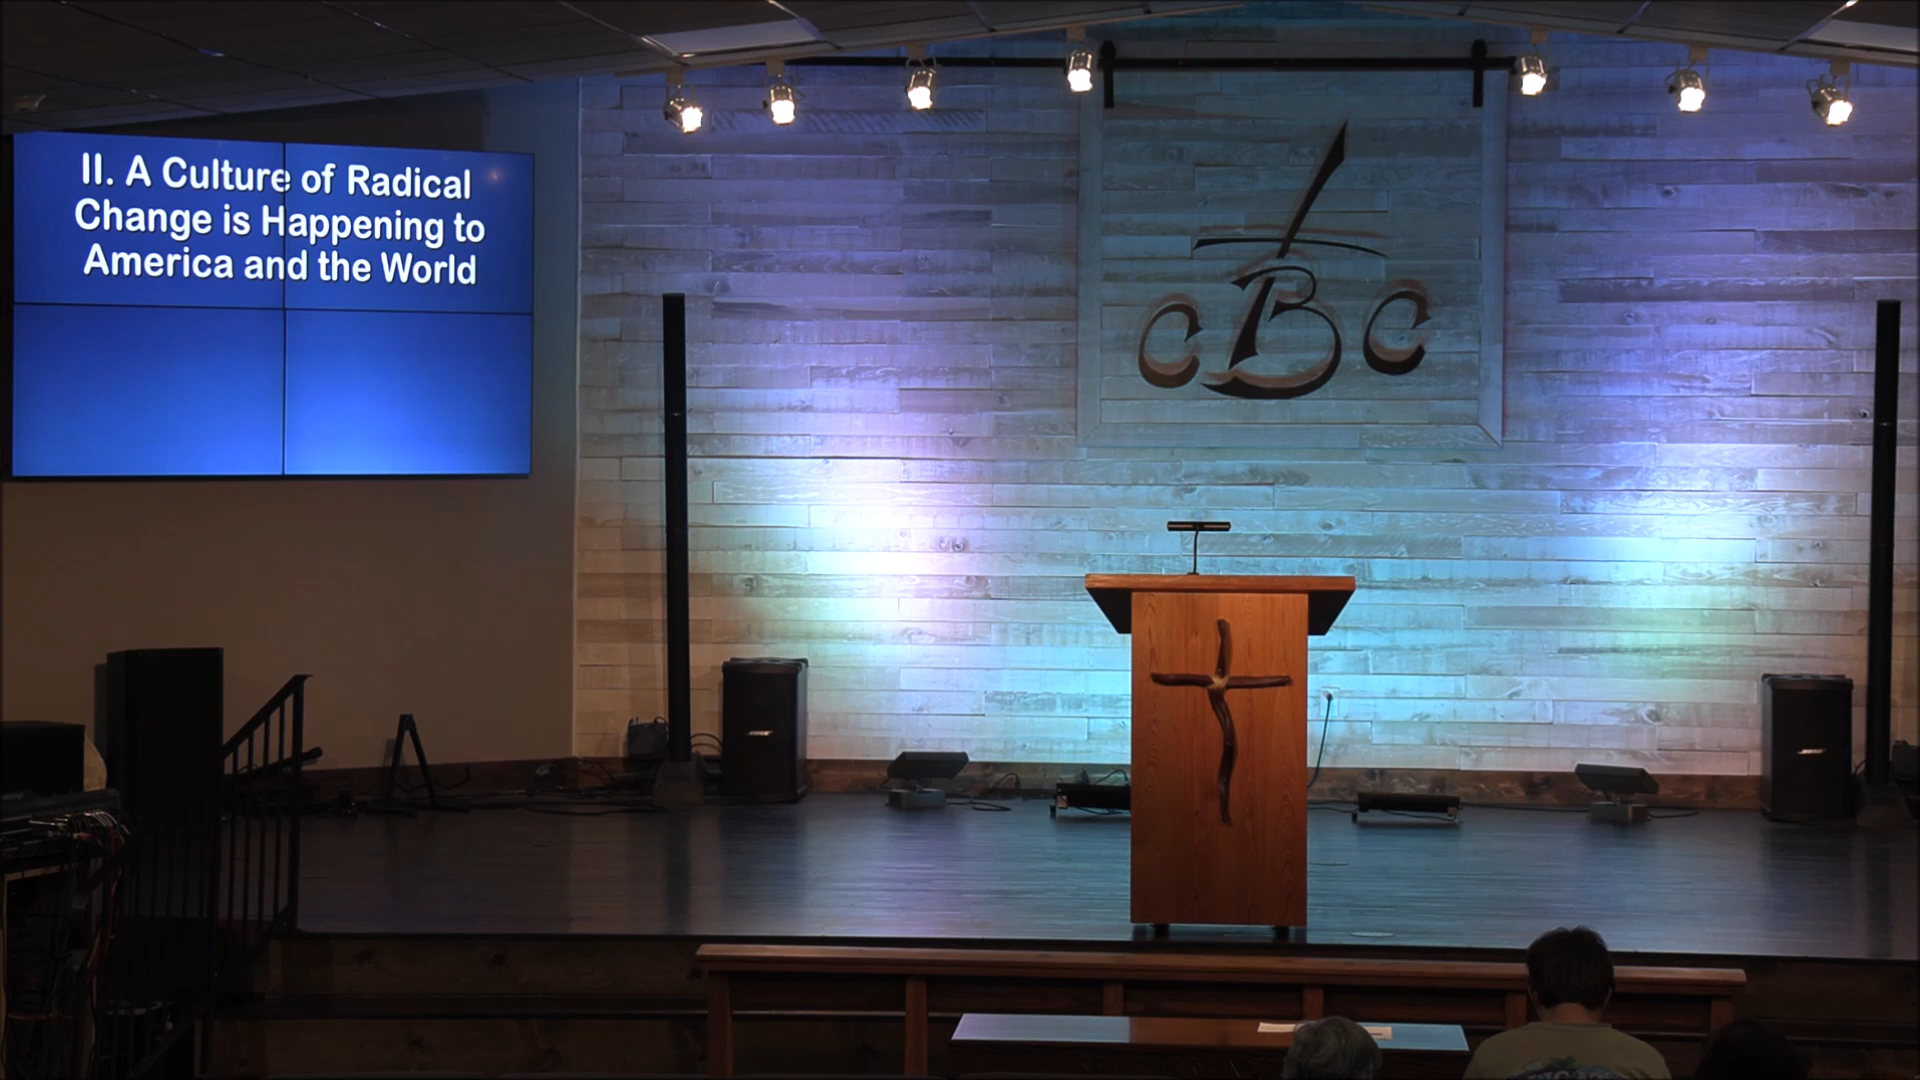 II. A Culture of Radical
Change is Happening to
America and the World
CBC